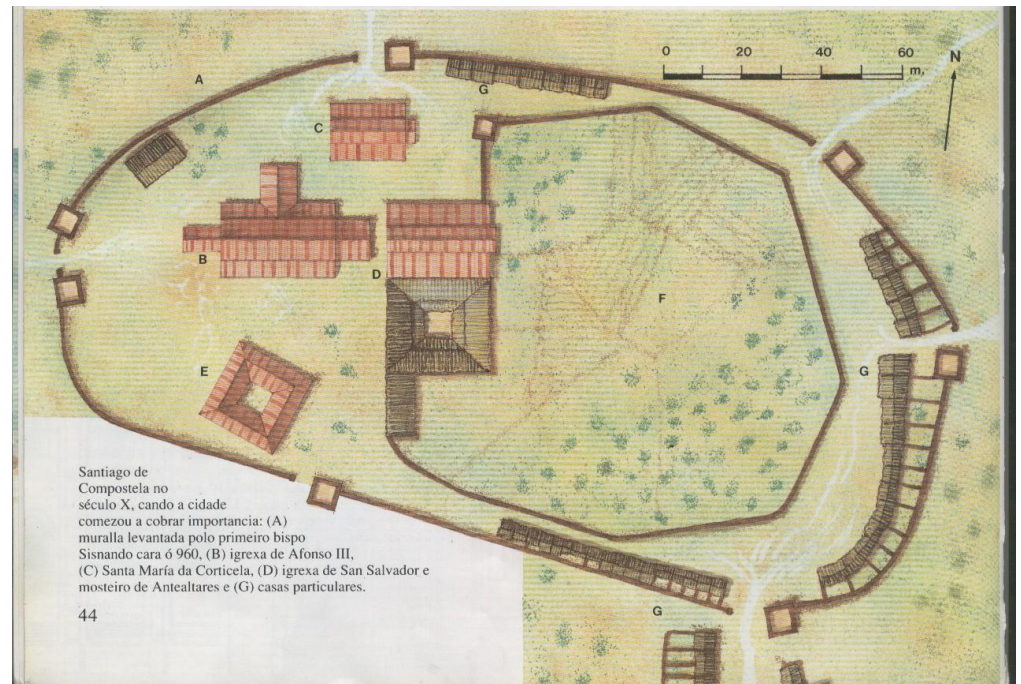 0 20 40 60
m.
N
A
G
C
B
D
F
E
G
G
Santiago de
Compostela no
século X, cando a cidade
comezou a cobrar importancia: (A)
muralla levantada polo primeiro bispo
Sisnando cara ó 960, (B) igrexa de Afonso III,
(C) Santa María da Corticela, (D) igrexa de San Salvador e
mosteiro de Antealtares e (G) casas particulares.
44